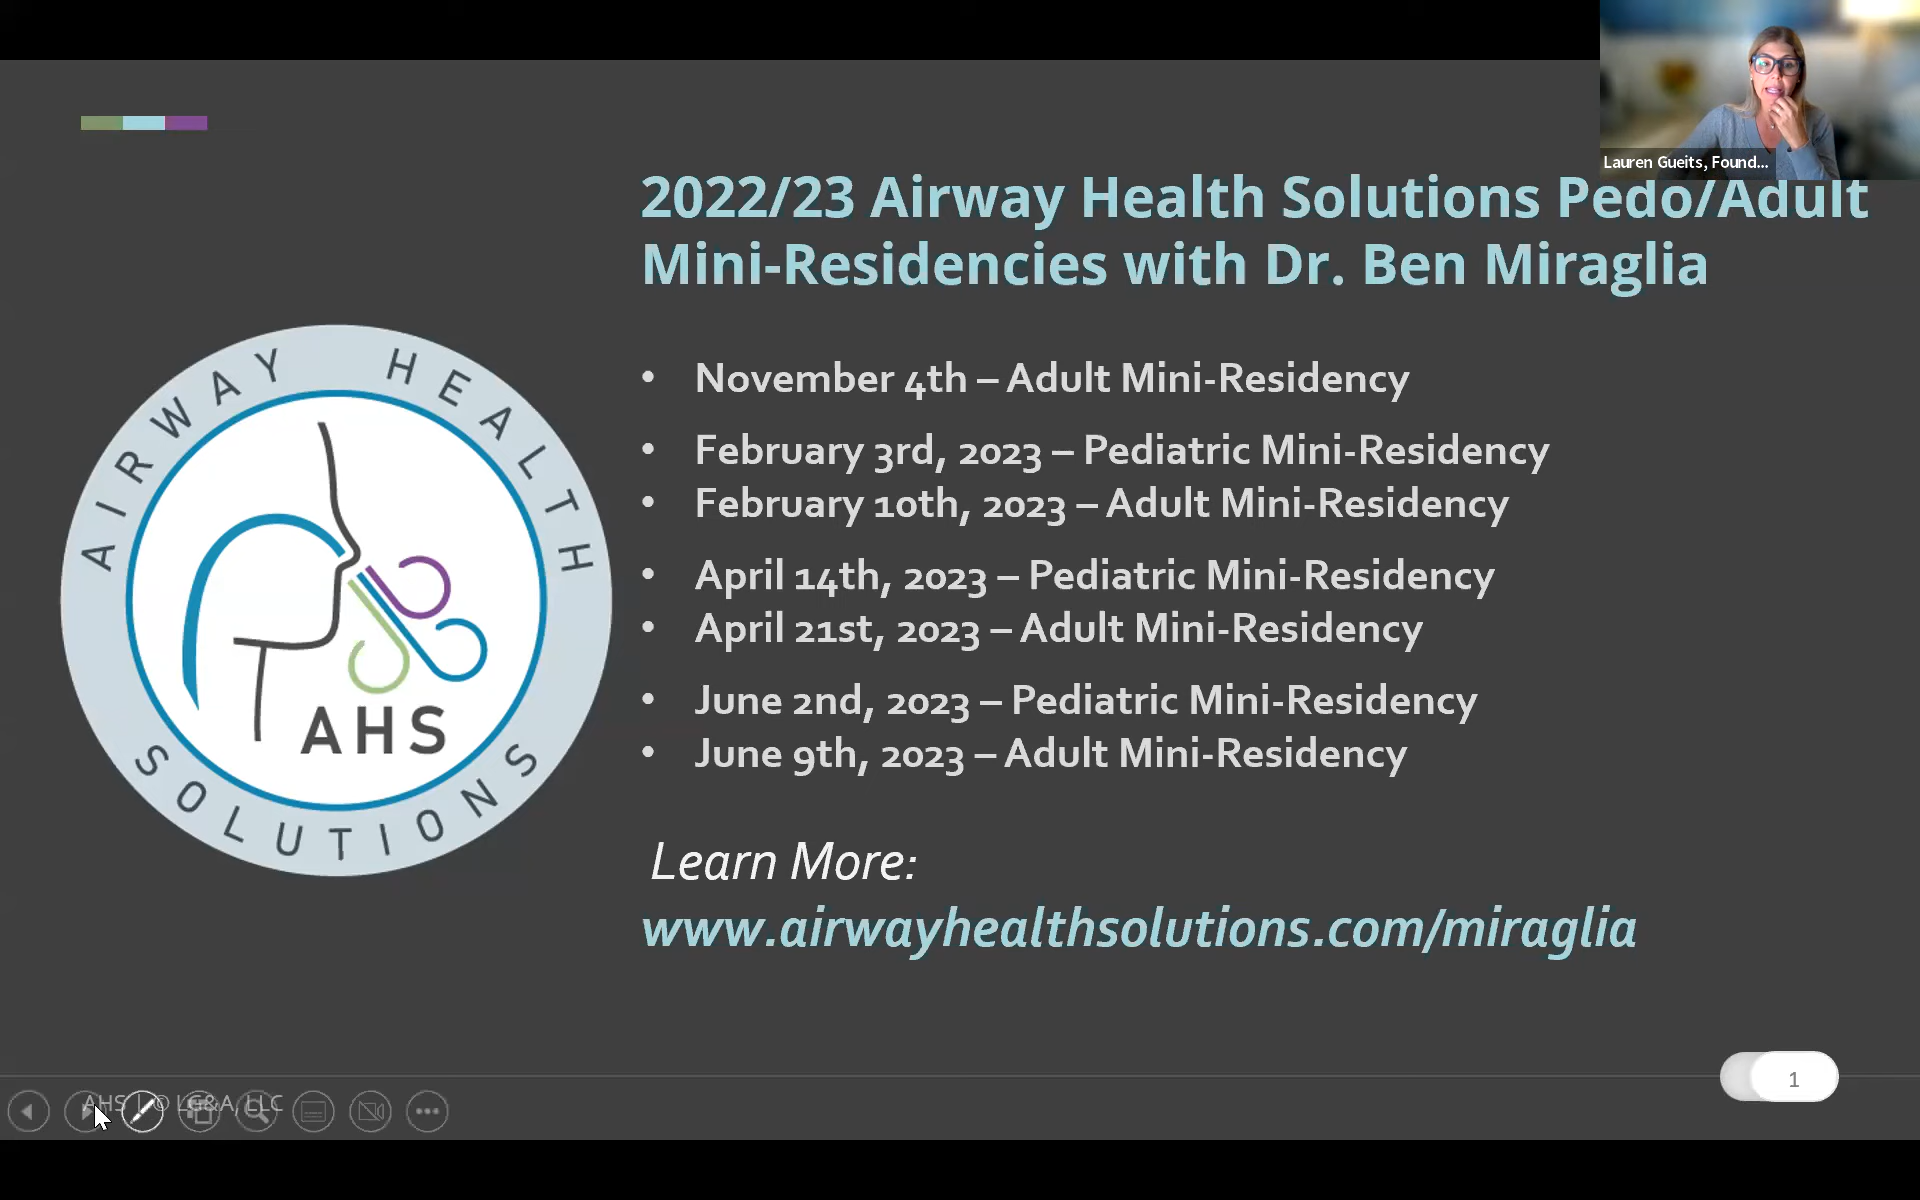 Lauren Gueits, Found...
2022/23 Airway Health Solutions Pedo/Adult
Mini-Residencies with Dr. Ben Miraglia
• November 4th – Adult Mini-Residency
• February 3rd, 2023 – Pediatric Mini-Residency
• February 10th, 2023 – Adult Mini-Residency
• April 14th, 2023 – Pediatric Mini-Residency
• April 21st, 2023 – Adult Mini-Residency
• June 2nd, 2023 – Pediatric Mini-Residency
• June 9th, 2023 – Adult Mini-Residency
Learn More:
www.airwayhealthsolutions.com/miraglia
AIRWAY HEALTH
AHS
SOLUTIONS
1
AHS | © LG&A, LLC